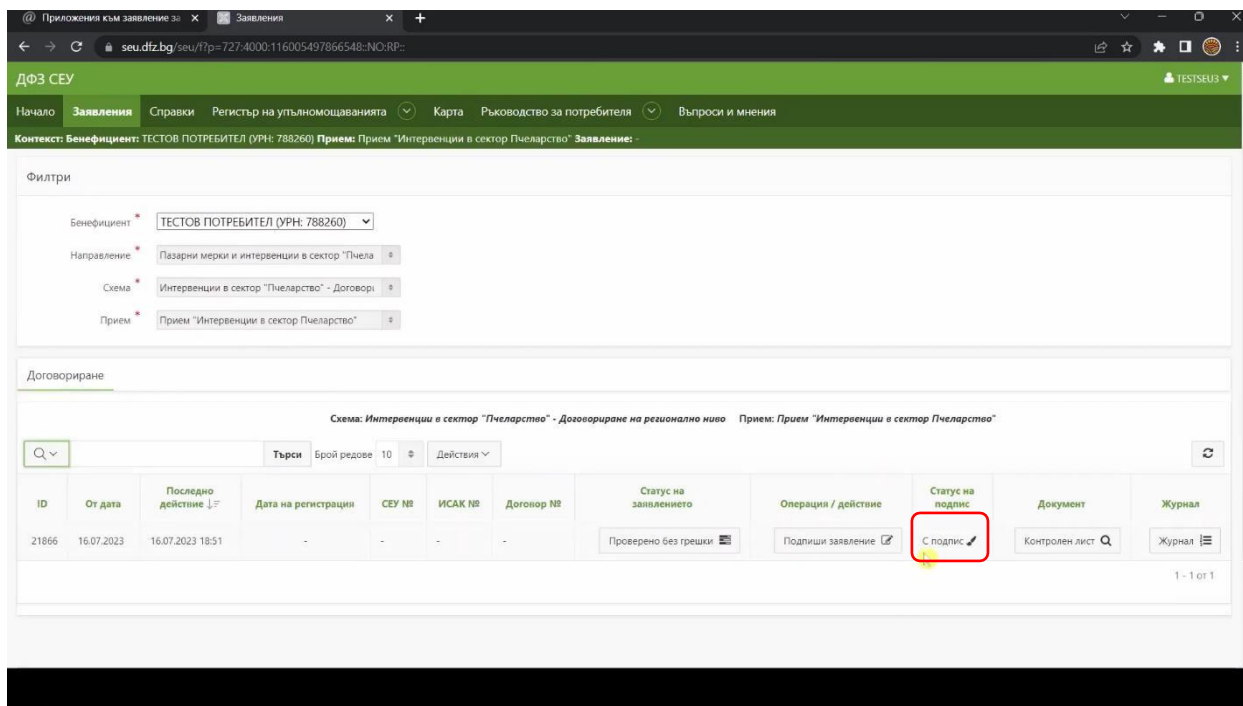 Приложения към заявление за
Заявления
seu.dfz.bg/seu/f?p=727:4000:116005497866548::NO:RP::
ДФЗ СЕУ
TESTSEU3
Начало Заявления Справки Регистър на упълномощаванията Карта Ръководство за потребителя Въпроси и мнения
Контекст: Бенефициент: ТЕСТОВ ПОТРЕБИТЕЛ (УРН: 788260) Прием: Прием "Интервенции в сектор Пчеларство" Заявление: -
Филтри
Бенефициент * ТЕСТОВ ПОТРЕБИТЕЛ (УРН: 788260)
Направление * Пазарни мерки и интервенции в сектор "Пчела
Схема * Интервенции в сектор "Пчеларство" - Договор
Прием * Прием "Интервенции в сектор Пчеларство"
Договориране
Схема: Интервенции в сектор "Пчеларство" - Договориране на регионално ниво Прием: Прием "Интервенции в сектор Пчеларство"
Търси Брой редове 10 Действия
ID От дата Последно действие Дата на регистрация СЕУ № ИСАК № Договор № Статус на заявлението Операция / действие Статус на подпис Документ Журнал
21866 16.07.2023 16.07.2023 18:51 - - - - Проверено без грешки Подпиши заявление С подпис Контролен лист Журнал
1 - 1 от 1